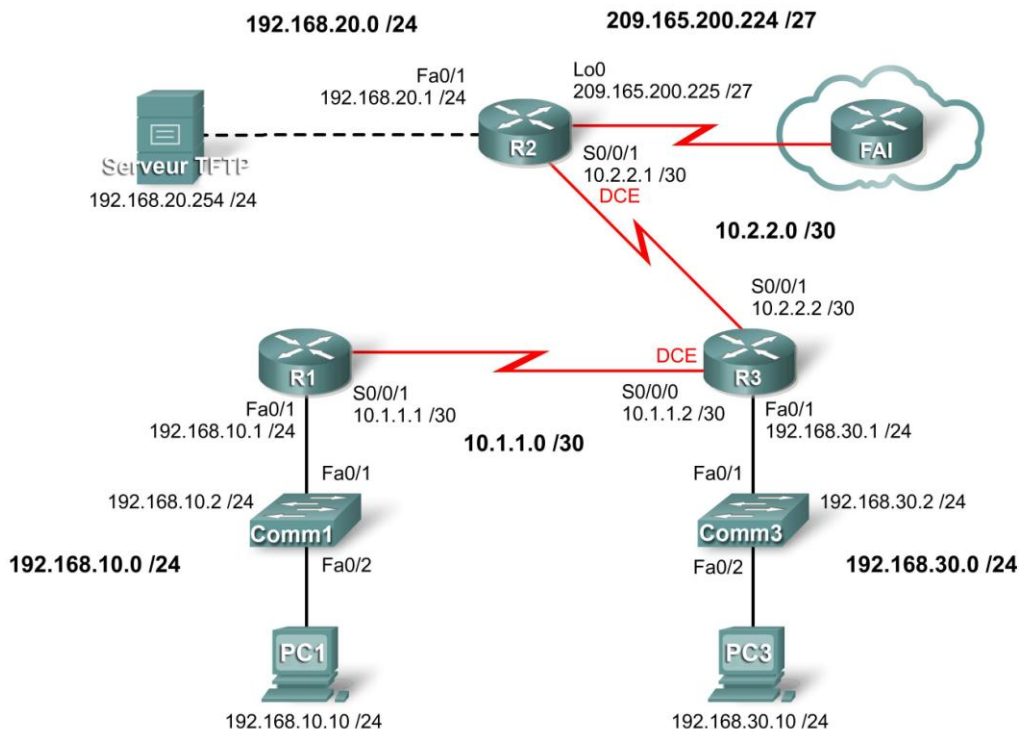 192.168.20.0 /24
209.165.200.224 /27
Fa0/1
192.168.20.1 /24
Lo0
209.165.200.225 /27
R2
FAI
Serveur TFTP
192.168.20.254 /24
S0/0/1
10.2.2.1 /30
DCE
10.2.2.0 /30
S0/0/1
10.2.2.2 /30
R1
DCE
R3
S0/0/1
10.1.1.1 /30
S0/0/0
10.1.1.2 /30
Fa0/1
192.168.10.1 /24
Fa0/1
192.168.30.1 /24
10.1.1.0 /30
Fa0/1
Fa0/1
192.168.10.2 /24
192.168.30.2 /24
Comm1
Comm3
192.168.10.0 /24
Fa0/2
Fa0/2
192.168.30.0 /24
PC1
PC3
192.168.10.10 /24
192.168.30.10 /24